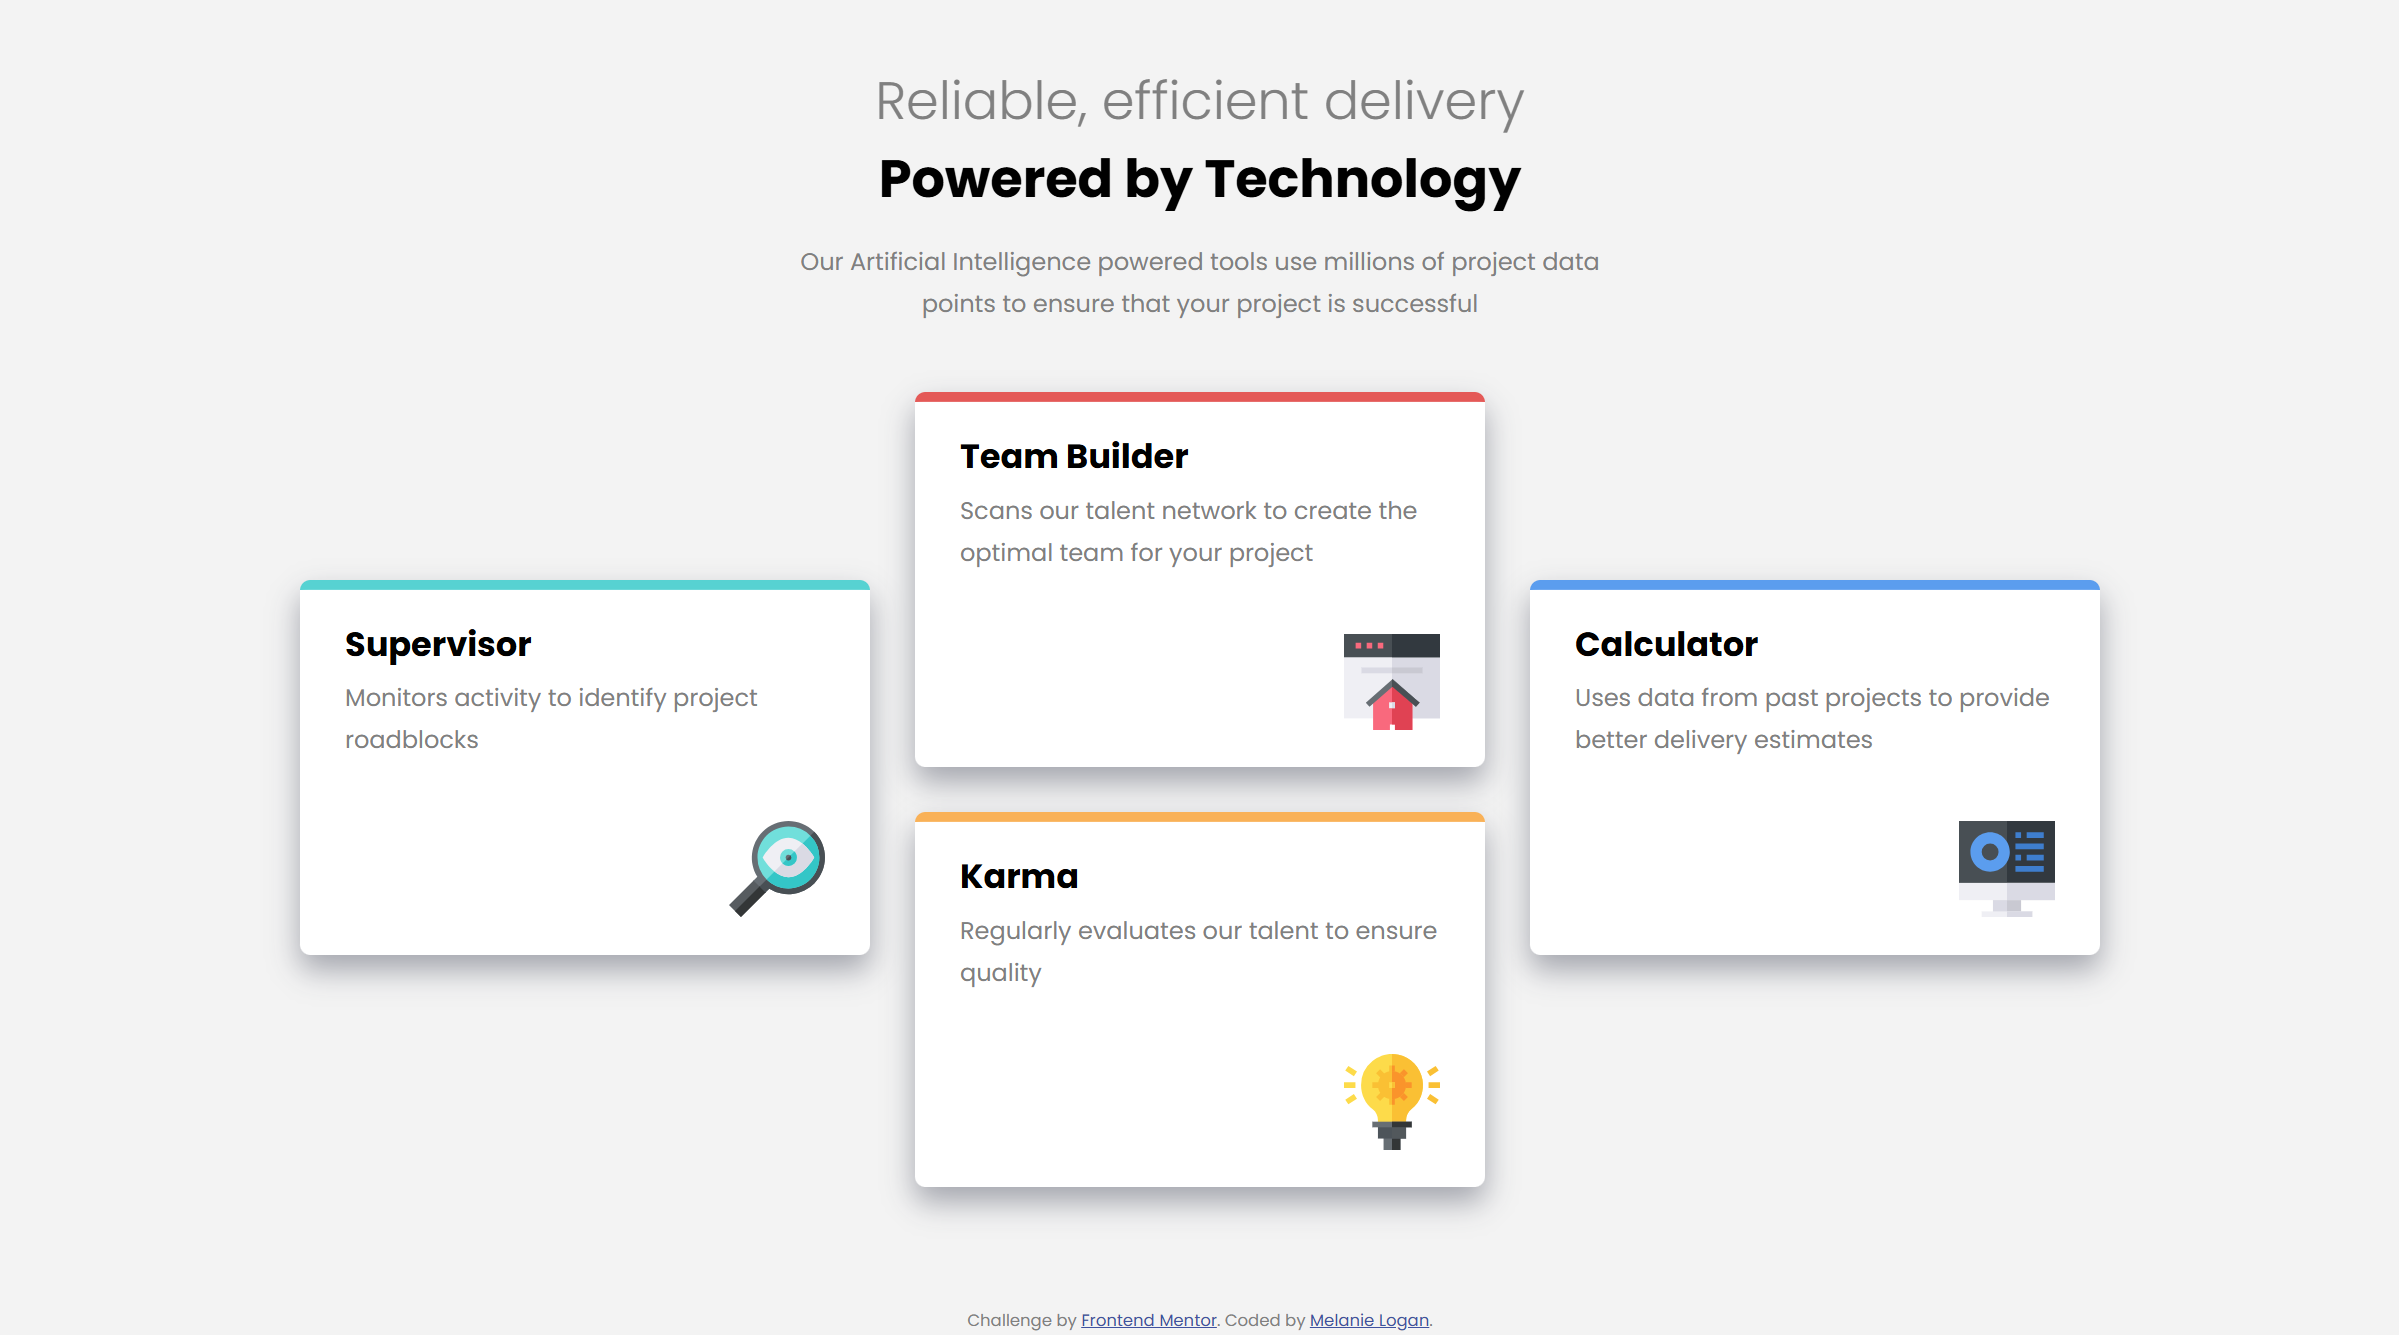 Reliable, efficient delivery
Powered by Technology
Our Artificial Intelligence powered tools use millions of project data
points to ensure that your project is successful
Supervisor
Monitors activity to identify project
roadblocks
Team Builder
Scans our talent network to create the
optimal team for your project
Karma
Regularly evaluates our talent to ensure
quality
Calculator
Uses data from past projects to provide
better delivery estimates
Challenge by Frontend Mentor. Coded by Melanie Logan.